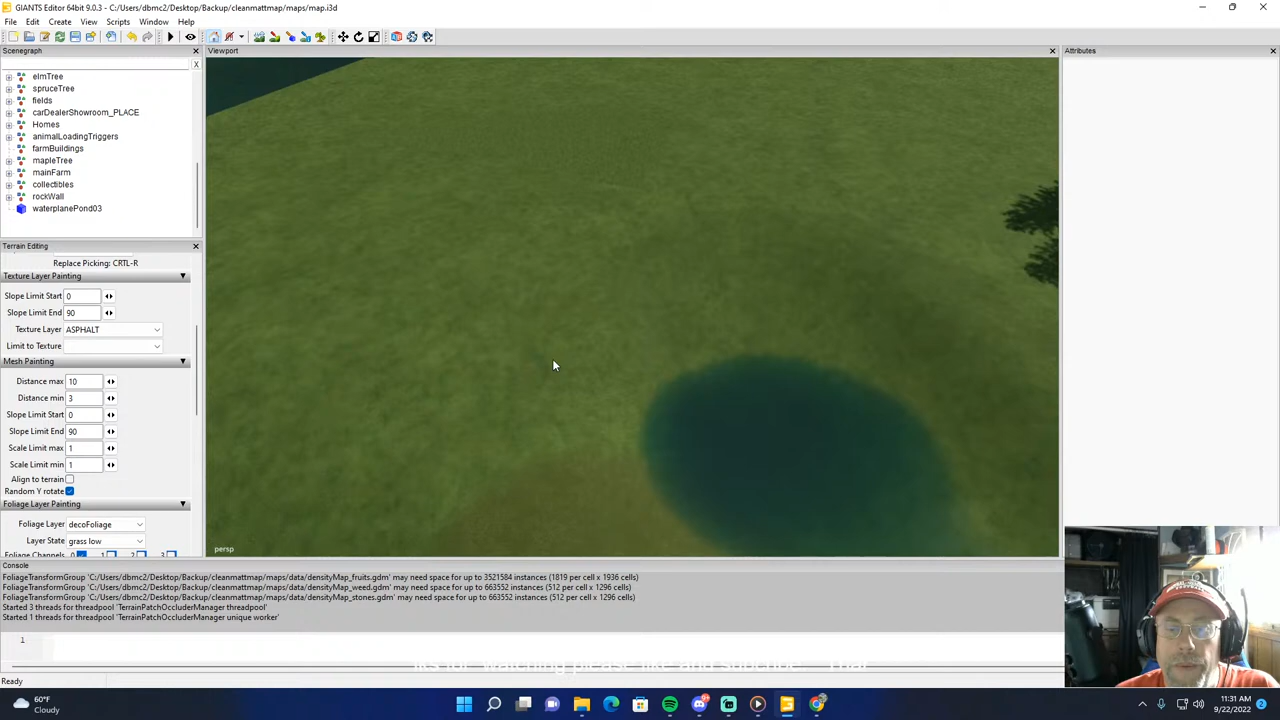 GIANTS Editor 64bit 9.0.3 - C:/Users/dbmc2/Desktop/Backup/cleanmattmap/maps/map.i3d
File Edit View Create Scripts Window Help
Scenegraph
Viewport
Attributes
X
elmTree
spruceTree
fields
carDealerShowroom_PLACE
Homes
animalLoadingTriggers
farmBuildings
mapleTree
mainFarm
collectibles
rockWall
waterplanePond03
Terrain Editing
Replace Picking: CRTL-R
Texture Layer Painting
Slope Limit Start 0
Slope Limit End 90
Texture Layer ASPHALT
Limit to Texture
Mesh Painting
Distance max 10
Distance min 3
Slope Limit Start 0
Slope Limit End 90
Scale Limit max 1
Scale Limit min 1
Align to terrain
Random Y rotate
Foliage Layer Painting
Foliage Layer decoFoliage
Layer State grass low
Foliage Channels 0 1 2 3
persp
Console
FoliageTransformGroup 'C:/Users/dbmc2/Desktop/Backup/cleanmattmap/maps/data/densityMap_fruits.gdm' may need space for up to 3521584 instances (1819 per cell x 1936 cells)
FoliageTransformGroup 'C:/Users/dbmc2/Desktop/Backup/cleanmattmap/maps/data/densityMap_weed.gdm' may need space for up to 663552 instances (512 per cell x 1296 cells)
FoliageTransformGroup 'C:/Users/dbmc2/Desktop/Backup/cleanmattmap/maps/data/densityMap_stones.gdm' may need space for up to 663552 instances (512 per cell x 1296 cells)
Started 3 threads for threadpool 'TerrainPatchOccluderManager threadpool'
Started 1 threads for threadpool 'TerrainPatchOccluderManager unique worker'
1
watching please like and
Ready
60°F
Cloudy
11:31 AM
9/22/2022